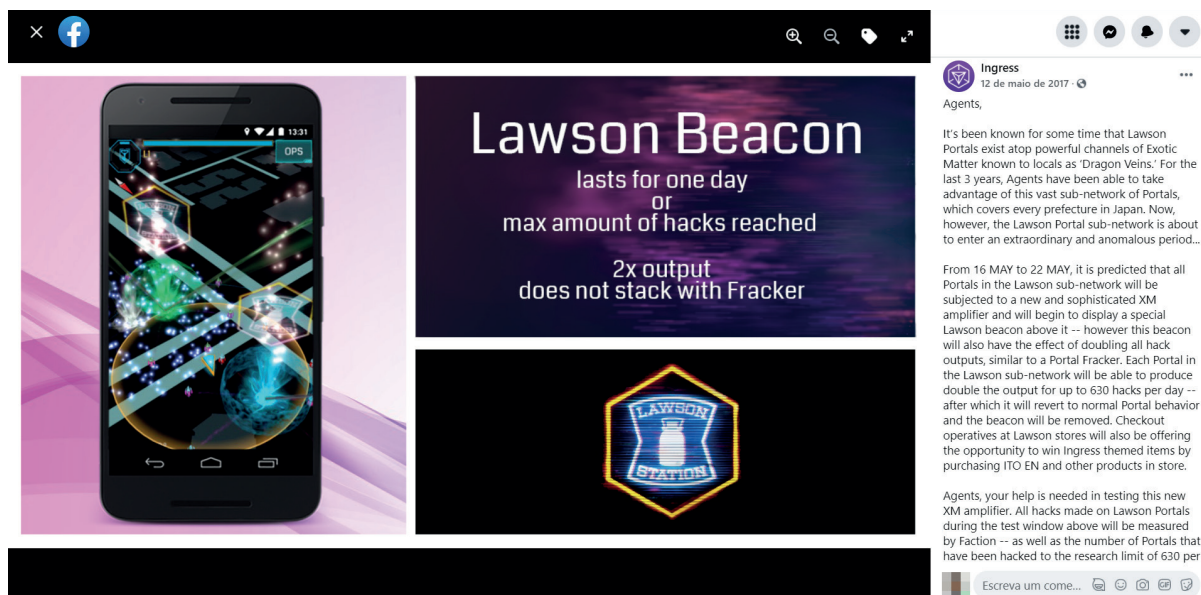 13:31
OPS
LAWSON
STATION
Lawson Beacon
lasts for one day
or
max amount of hacks reached
2x output
does not stack with Fracker
LAWSON
STATION
Ingress
12 de maio de 2017 ·
Agents,
It's been known for some time that Lawson
Portals exist atop powerful channels of Exotic
Matter known to locals as 'Dragon Veins.' For the
last 3 years, Agents have been able to take
advantage of this vast sub-network of Portals,
which covers every prefecture in Japan. Now,
however, the Lawson Portal sub-network is about
to enter an extraordinary and anomalous period...
From 16 MAY to 22 MAY, it is predicted that all
Portals in the Lawson sub-network will be
subjected to a new and sophisticated XM
amplifier and will begin to display a special
Lawson beacon above it -- however this beacon
will also have the effect of doubling all hack
outputs, similar to a Portal Fracker. Each Portal in
the Lawson sub-network will be able to produce
double the output for up to 630 hacks per day --
after which it will revert to normal Portal behavior
and the beacon will be removed. Checkout
operatives at Lawson stores will also be offering
the opportunity to win Ingress themed items by
purchasing ITO EN and other products in store.
Agents, your help is needed in testing this new
XM amplifier. All hacks made on Lawson Portals
during the test window above will be measured
by Faction -- as well as the number of Portals that
have been hacked to the research limit of 630 per
Escreva um come...
GIF